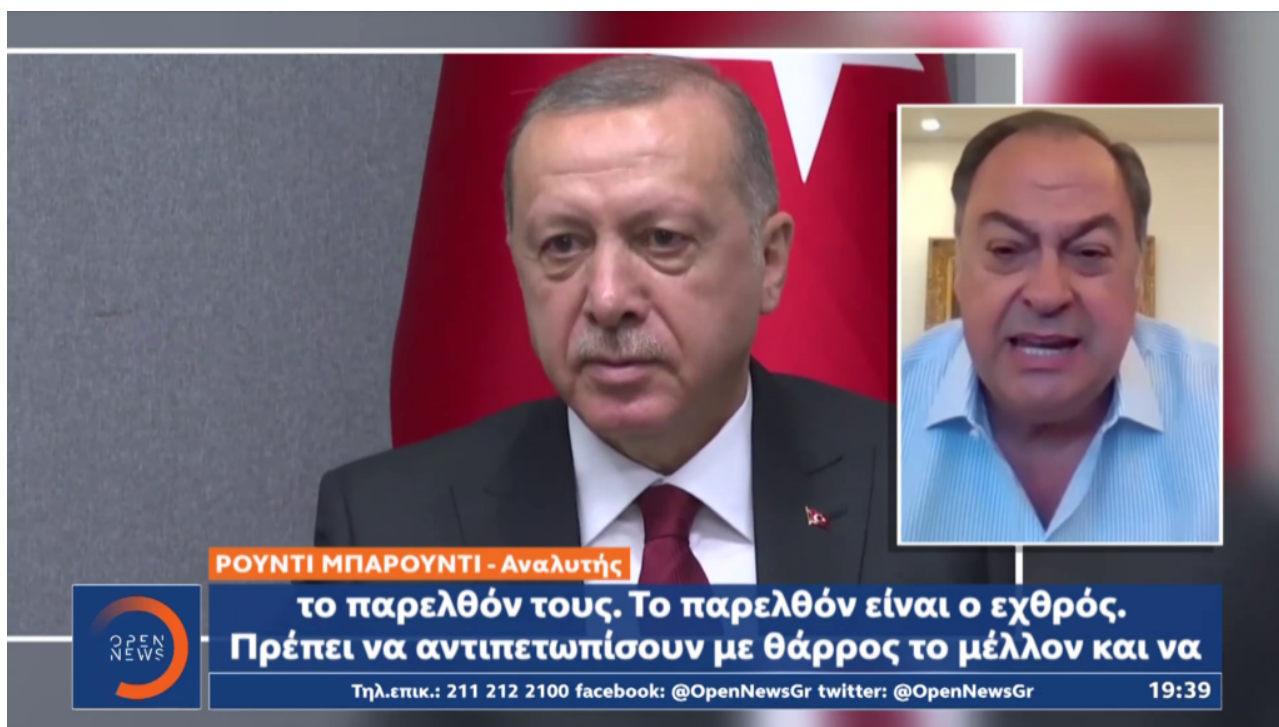 ΡΟΥΝΤΙ ΜΠΑΡΟΥΝΤΙ - Αναλυτής
το παρελθόν τους. Το παρελθόν είναι ο εχθρός.
Πρέπει να αντιπετωπίσουν με θάρρος το μέλλον και να
OPEN
NEWS
Τηλ.επικ.: 211 212 2100 facebook: @OpenNewsGr twitter: @OpenNewsGr 19:39